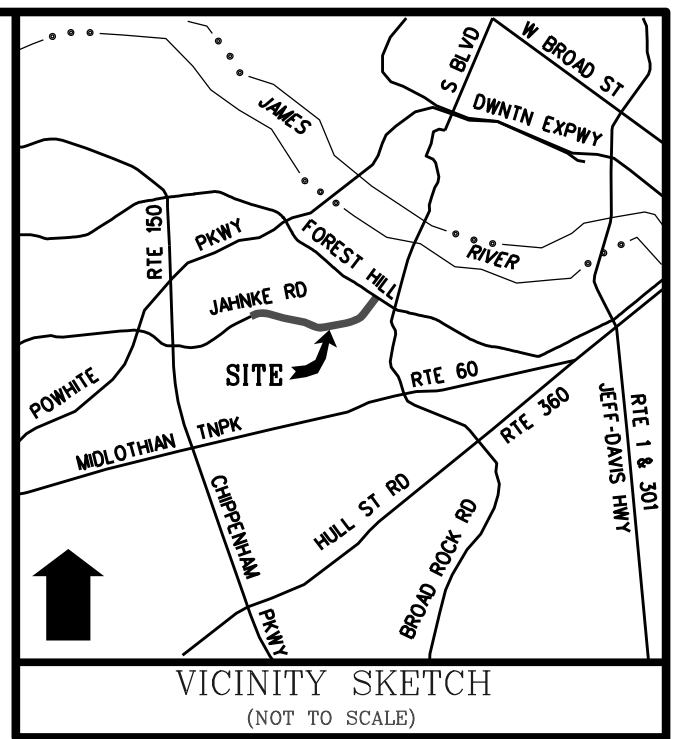 W BROAD ST
S BLVD
DWNTN EXPWY
JAMES
RIVER
RTE 150
PKWY
FOREST HILL
JAHNKE RD
SITE
POWHITE
RTE 60
RTE 360
MIDLOTHIAN TNPK
CHIPPENHAM PKWY
HULL ST RD
BROAD ROCK RD
RTE 1 & 301
JEFF-DAVIS HWY
VICINITY SKETCH
(NOT TO SCALE)